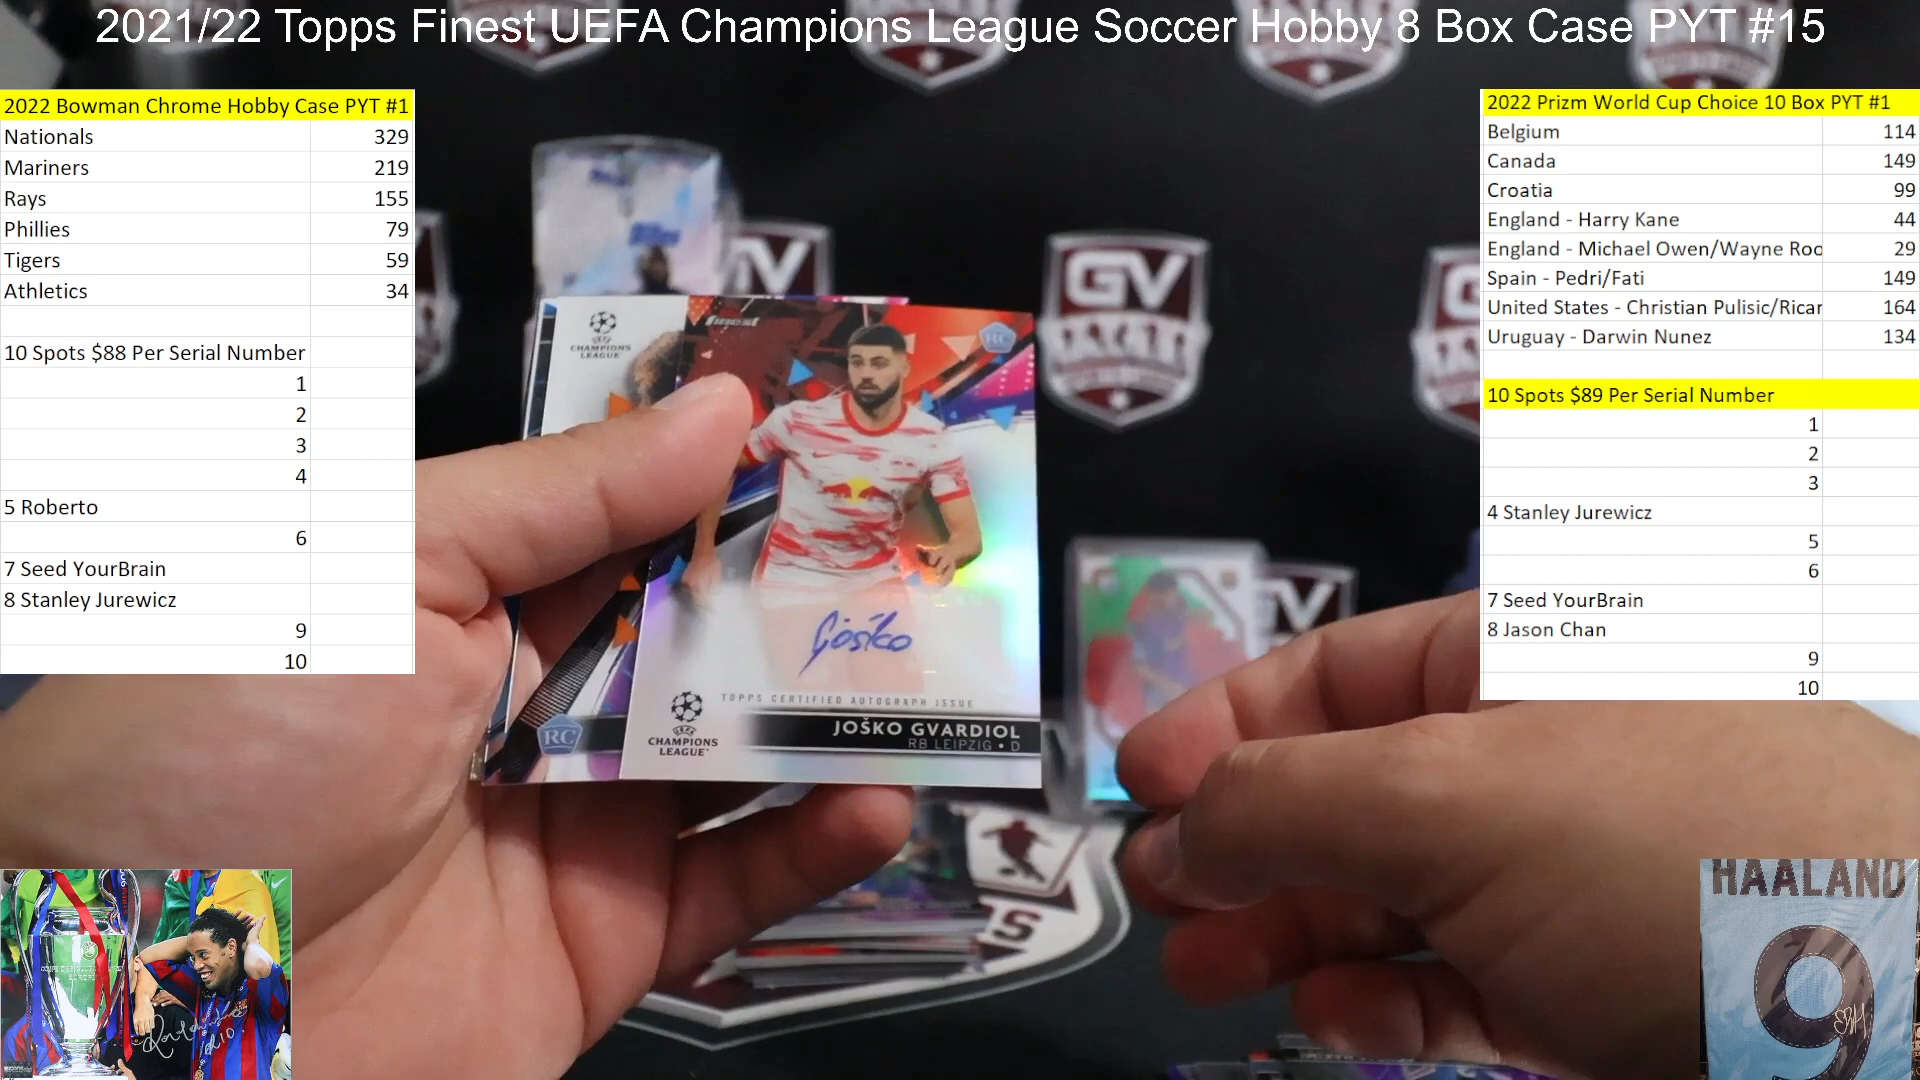 2021/22 Topps Finest UEFA Champions League Soccer Hobby 8 Box Case PYT #15
2022 Bowman Chrome Hobby Case PYT #1
Nationals 329
Mariners 219
Rays 155
Phillies 79
Tigers 59
Athletics 34
10 Spots $88 Per Serial Number
1
2
3
4
5 Roberto
6
7 Seed YourBrain
8 Stanley Jurewicz
9
10
2022 Prizm World Cup Choice 10 Box PYT #1
Belgium 114
Canada 149
Croatia 99
England - Harry Kane 44
England - Michael Owen/Wayne Roo 29
Spain - Pedri/Fati 149
United States - Christian Pulisic/Ricar 164
Uruguay - Darwin Nunez 134
10 Spots $89 Per Serial Number
1
2
3
4 Stanley Jurewicz
5
6
7 Seed YourBrain
8 Jason Chan
9
10
CHAMPIONS
LEAGUE
finest
RC
Joško
TOPPS CERTIFIED AUTOGRAPH ISSUE
JOŠKO GVARDIOL
RB LEIPZIG • D
UEFA
CHAMPIONS
LEAGUE
RC
GV
HAALAND
9